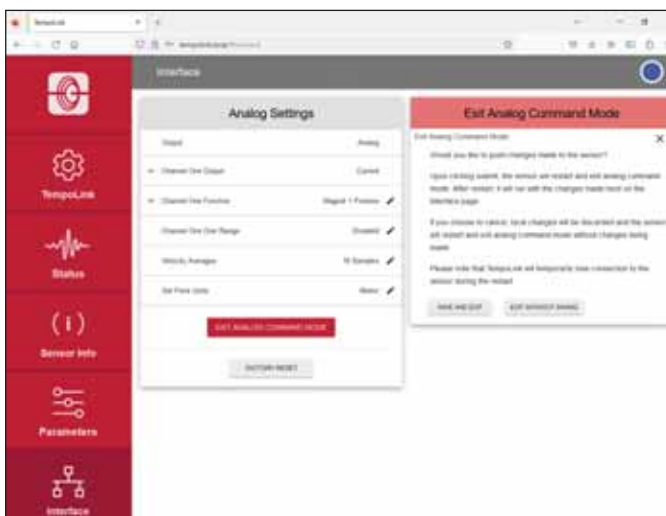 TempoLink
Interface
TempoLink
Status
Sensor Info
Parameters
Interface
Analog Settings
Output Analog
Channel One Output Current
Channel One Function Magnet 1 Position
Channel One Over Range Disabled
Velocity Averages 16 Samples
Set Point Units Metric
EXIT ANALOG COMMAND MODE
FACTORY RESET
Exit Analog Command Mode
Exit Analog Command Mode
Would you like to push changes made to the sensor?
Upon clicking submit, the sensor will restart and exit analog command
mode. After restart, it will run with the changes made here on the
Interface page.
If you choose to cancel, local changes will be discarded and the sensor
will restart and exit analog command mode without changes being
made.
Please note that TempoLink will temporarily lose connection to the
sensor during the restart.
SAVE AND EXIT EXIT WITHOUT SAVING